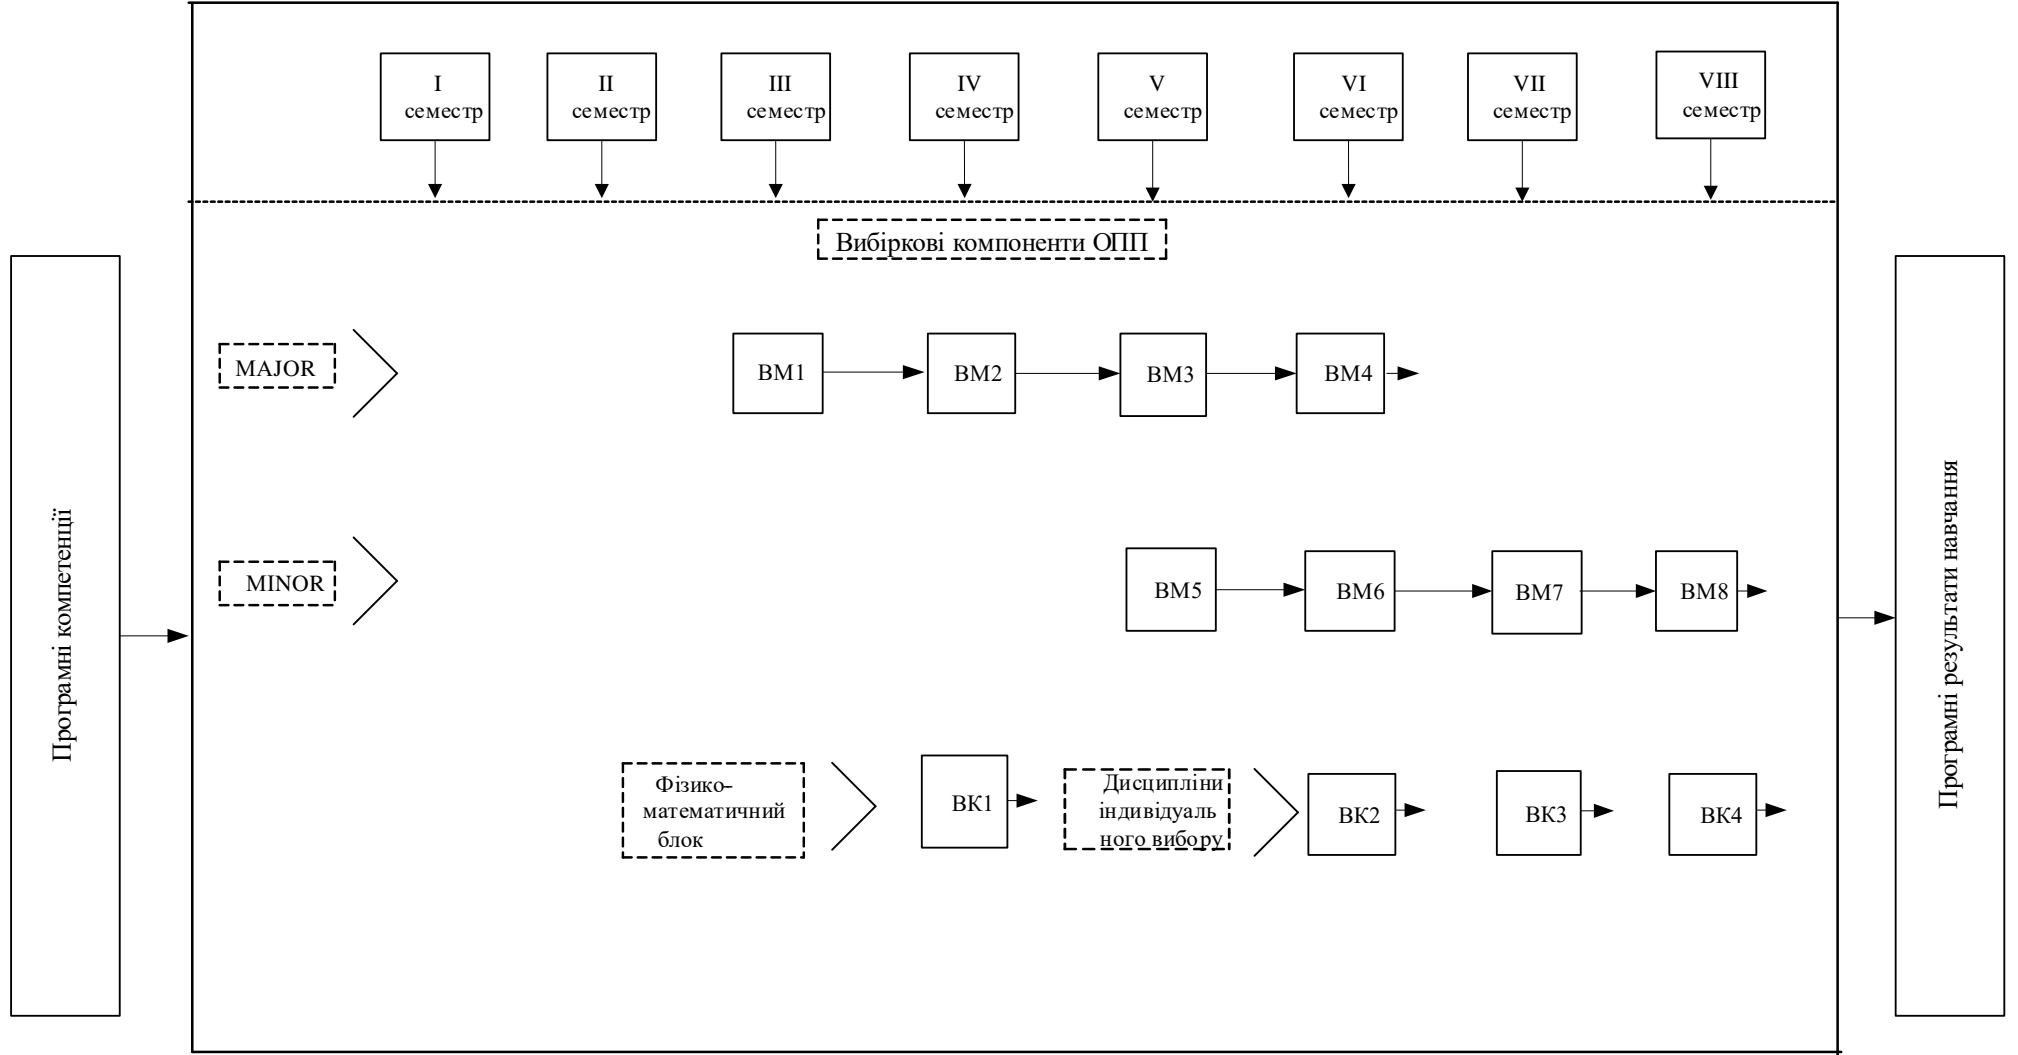 I
семестр
II
семестр
III
семестр
IV
семестр
V
семестр
VI
семестр
VII
семестр
VIII
семестр
Вибіркові компоненти ОПП
Програмні компетенції
MAJOR
ВМ1
ВМ2
ВМ3
ВМ4
MINOR
ВМ5
ВМ6
ВМ7
ВМ8
Фізико-
математичний
блок
ВК1
Дисципліни
індивідуаль
ного вибору
ВК2
ВК3
ВК4
Програмні результати навчання